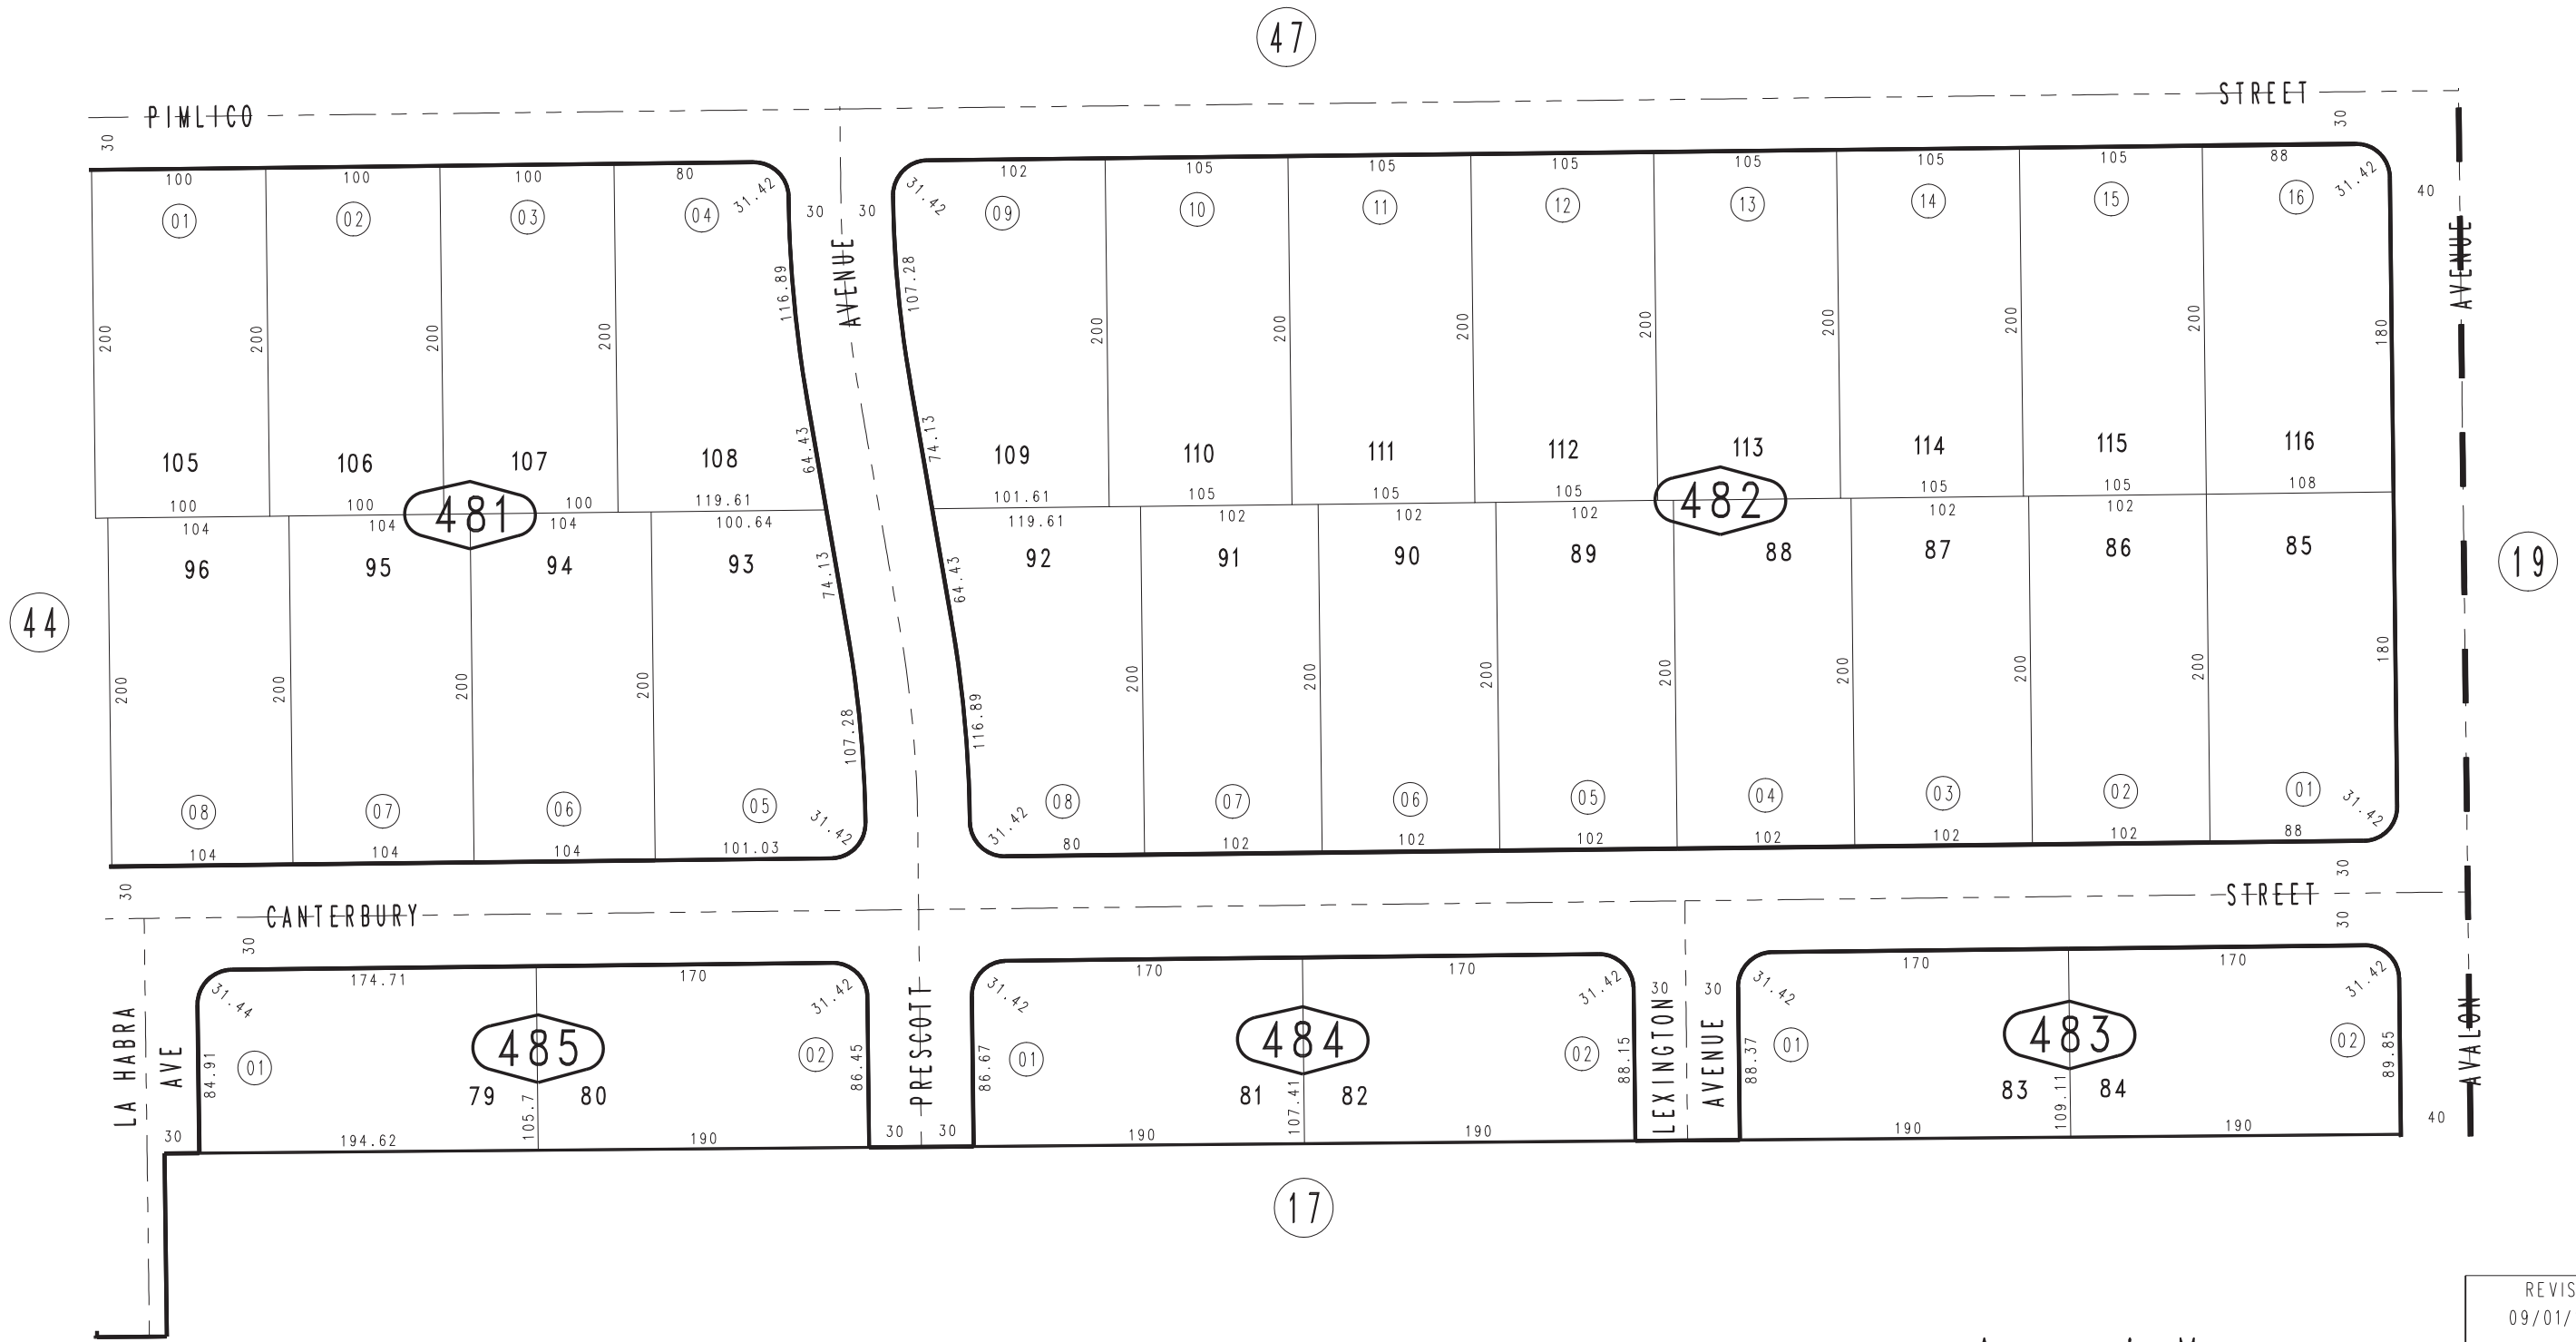 47
PIMLICO STREET
30 30
100 100 100 80 102 105 105 105 105 105 105 88
31.42 31.42 31.42
01 02 03 04 30 30 09 10 11 12 13 14 15 16 40
AVENUE AVENUE
116.89 107.28
200 200 200 200 200 200 200 200 200 200 200 180
64.43 74.13
105 106 107 108 109 110 111 112 113 114 115 116
100 100 100 119.61 101.61 105 105 105 105 105 108
481 482
104 104 104 100.64 119.61 102 102 102 102 102
96 95 94 93 92 91 90 89 88 87 86 85
19
74.13 64.43
44
200 200 200 200 200 200 200 200 200 200 200 180
107.28 116.89
08 07 06 05 08 07 06 05 04 03 02 01
31.42 31.42 31.42
104 104 104 101.03 80 102 102 102 102 102 102 88
30 30
CANTERBURY STREET
30 30
174.71 170 170 170 170 170
31.44 31.42 31.42 31.42 30 30 31.42 31.42
LA HABRA AVE
PRESCOTT
LEXINGTON AVENUE
AVALON
485 484 483
01 02 01 02 01 02
84.91 86.45 86.67 88.15 88.37 89.85
79 80 81 82 83 84
105.7 107.41 109.11
30 194.62 190 30 30 190 190 190 190 40
17
REVIS
09/01/